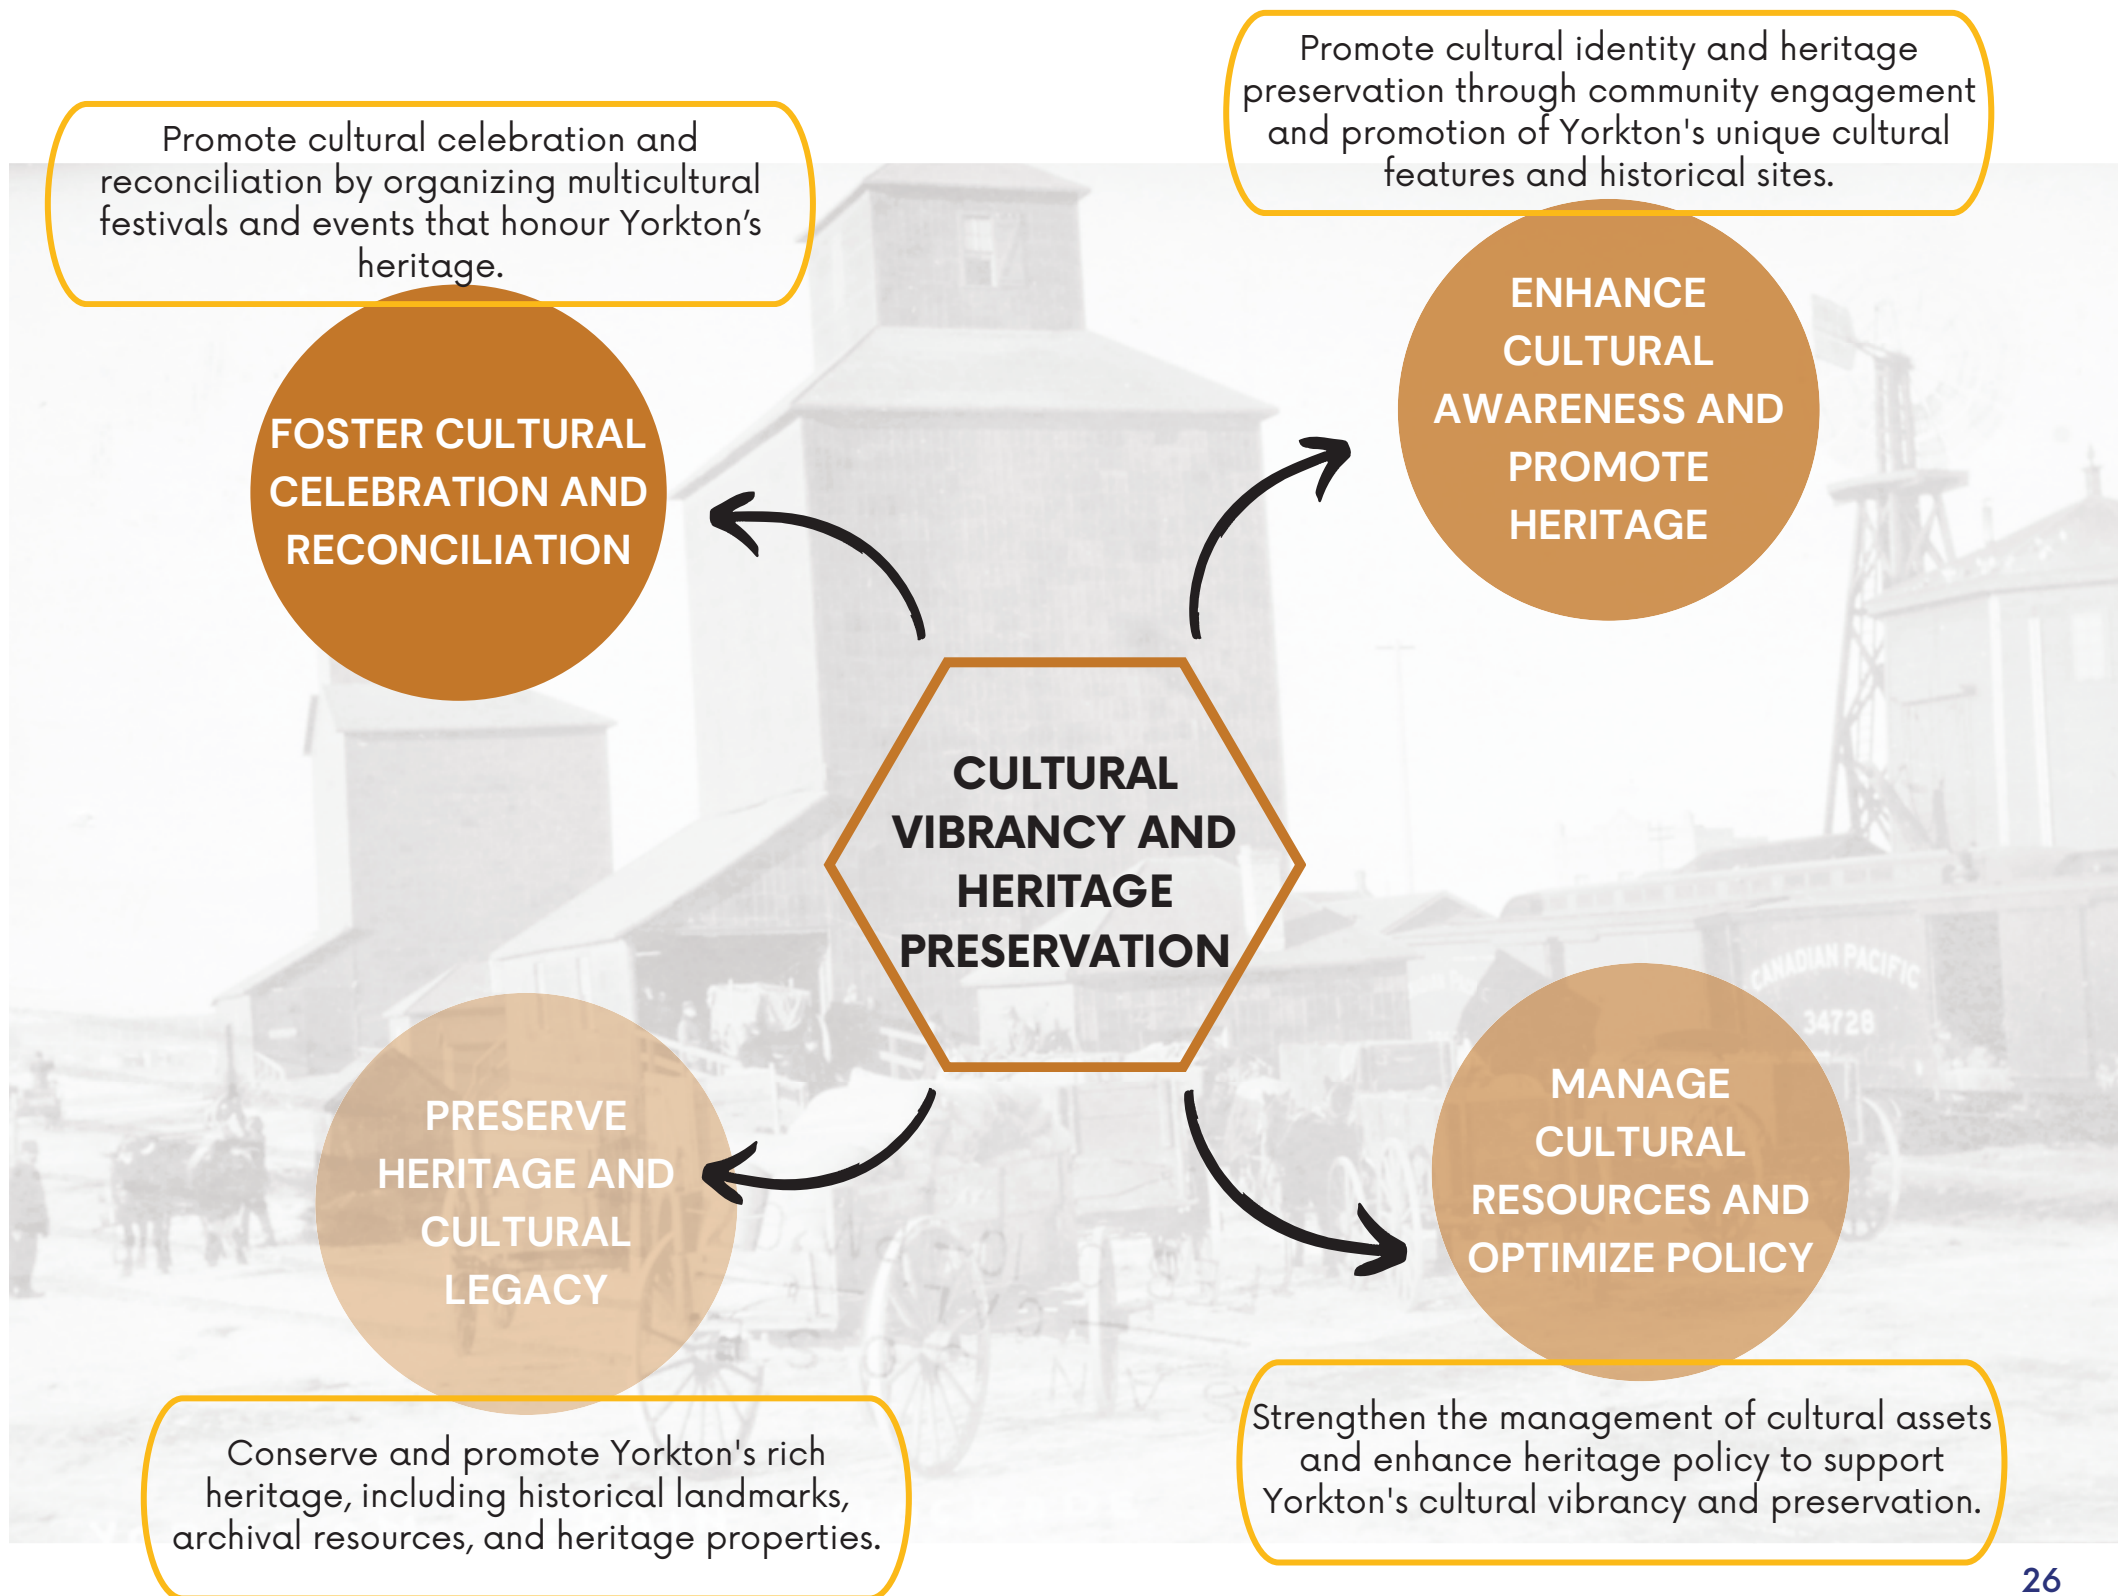 Promote cultural identity and heritage
preservation through community engagement
and promotion of Yorkton's unique cultural
features and historical sites.
Promote cultural celebration and
reconciliation by organizing multicultural
festivals and events that honour Yorkton’s
heritage.
ENHANCE
CULTURAL
AWARENESS AND
PROMOTE
HERITAGE
FOSTER CULTURAL
CELEBRATION AND
RECONCILIATION
CULTURAL
VIBRANCY AND
HERITAGE
PRESERVATION
CANADIAN PACIFIC
34728
PRESERVE
HERITAGE AND
CULTURAL
LEGACY
MANAGE
CULTURAL
RESOURCES AND
OPTIMIZE POLICY
Conserve and promote Yorkton's rich
heritage, including historical landmarks,
archival resources, and heritage properties.
Strengthen the management of cultural assets
and enhance heritage policy to support
Yorkton's cultural vibrancy and preservation.
26